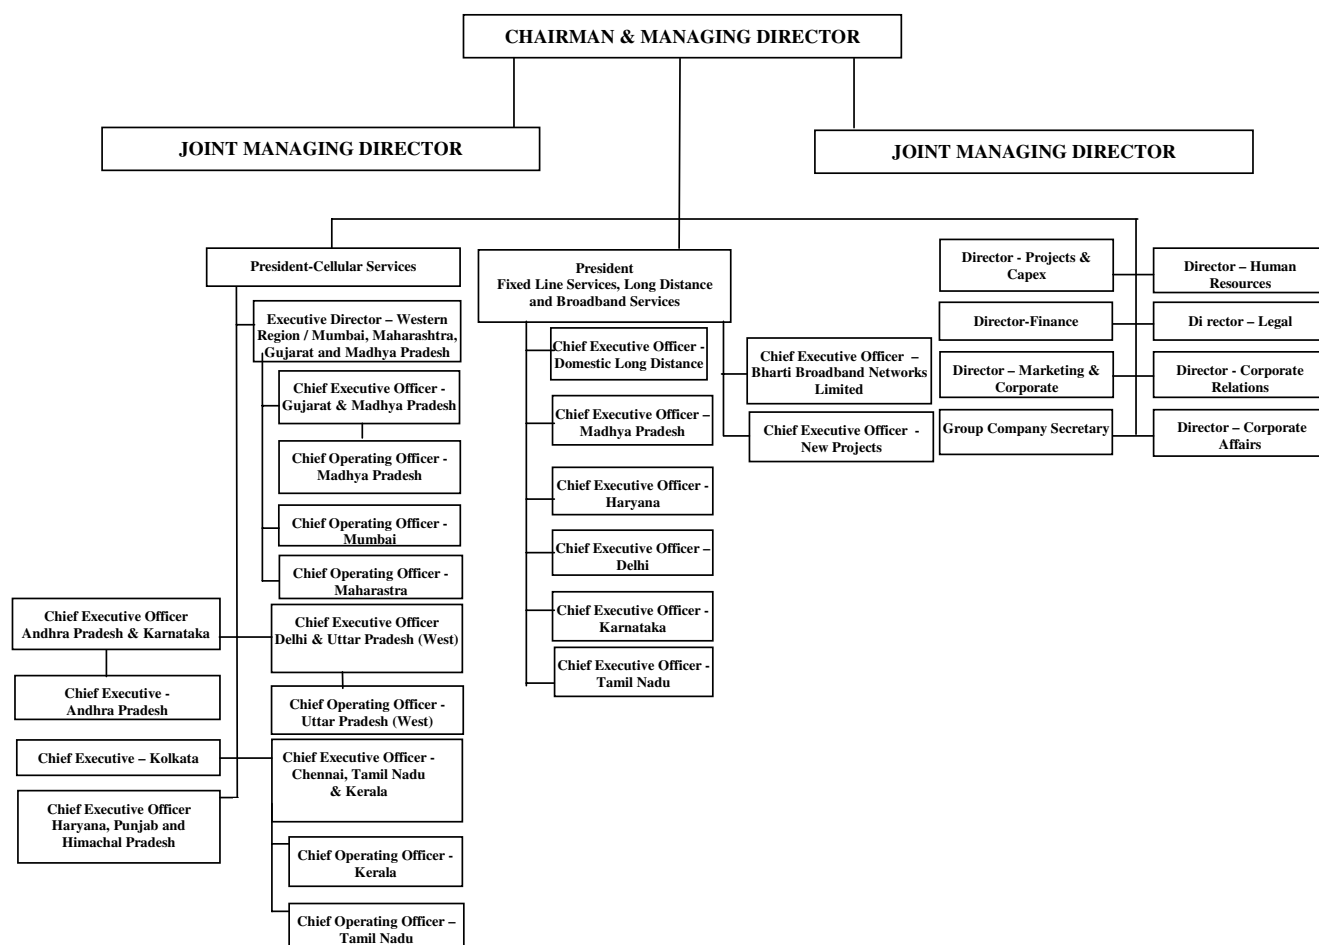 CHAIRMAN & MANAGING DIRECTOR
JOINT MANAGING DIRECTOR
JOINT MANAGING DIRECTOR
President-Cellular Services
Executive Director – Western
Region / Mumbai, Maharashtra,
Gujarat and Madhya Pradesh
Chief Executive Officer -
Gujarat & Madhya Pradesh
Chief Operating Officer -
Madhya Pradesh
Chief Operating Officer -
Mumbai
Chief Operating Officer -
Maharastra
Chief Executive Officer
Andhra Pradesh & Karnataka
Chief Executive -
Andhra Pradesh
Chief Executive Officer
Delhi & Uttar Pradesh (West)
Chief Operating Officer -
Uttar Pradesh (West)
Chief Executive – Kolkata
Chief Executive Officer -
Chennai, Tamil Nadu
& Kerala
Chief Executive Officer
Haryana, Punjab and
Himachal Pradesh
Chief Operating Officer -
Kerala
Chief Operating Officer –
Tamil Nadu
President
Fixed Line Services, Long Distance
and Broadband Services
Chief Executive Officer -
Domestic Long Distance
Chief Executive Officer –
Madhya Pradesh
Chief Executive Officer -
Haryana
Chief Executive Officer –
Delhi
Chief Executive Officer -
Karnataka
Chief Executive Officer -
Tamil Nadu
Chief Executive Officer –
Bharti Broadband Networks
Limited
Chief Executive Officer -
New Projects
Director - Projects &
Capex
Director – Human
Resources
Director-Finance
Di rector – Legal
Director – Marketing &
Corporate
Director - Corporate
Relations
Group Company Secretary
Director – Corporate
Affairs